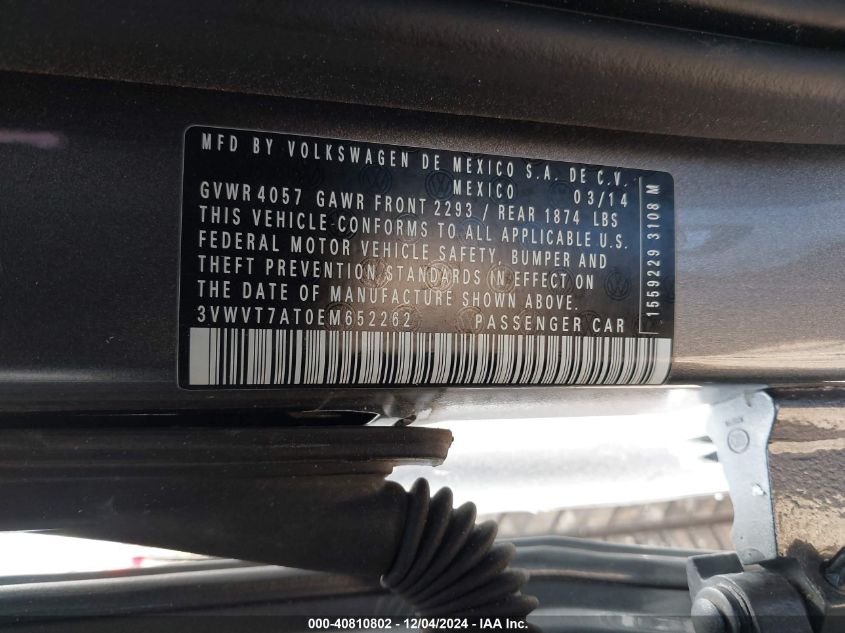 MFD BY VOLKSWAGEN DE MEXICO S.A. DE C.V.
MEXICO 03/14
GVWR 4057 GAWR FRONT 2293 / REAR 1874 LBS
THIS VEHICLE CONFORMS TO ALL APPLICABLE U.S.
FEDERAL MOTOR VEHICLE SAFETY, BUMPER AND
THEFT PREVENTION STANDARDS IN EFFECT ON
THE DATE OF MANUFACTURE SHOWN ABOVE.
3VWVT7AT0EM652262 PASSENGER CAR
1559229 3108 M
000-40810802 - 12/04/2024 - IAA Inc.